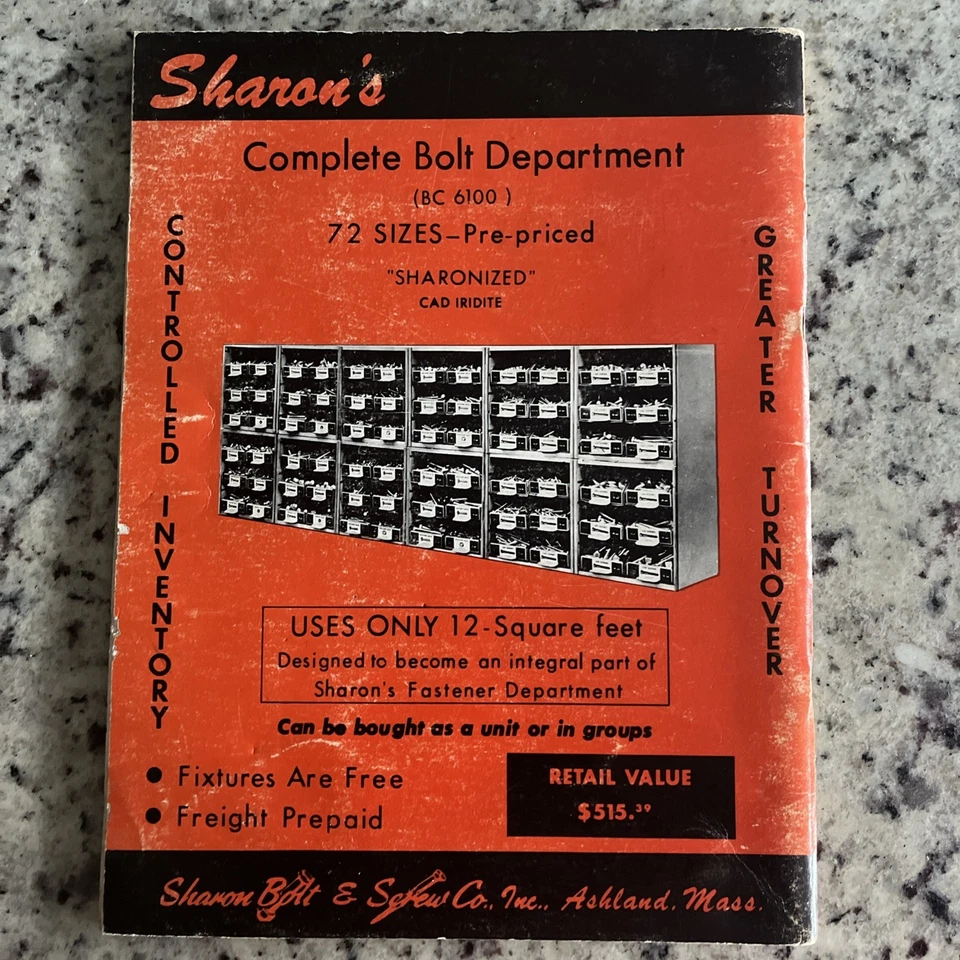 Sharon's
Complete Bolt Department
(BC 6100 )
72 SIZES–Pre-priced
"SHARONIZED"
CAD IRIDITE
CONTROLLED INVENTORY
GREATER TURNOVER
USES ONLY 12-Square feet
Designed to become an integral part of
Sharon's Fastener Department
Can be bought as a unit or in groups
• Fixtures Are Free
• Freight Prepaid
RETAIL VALUE
$515.³⁹
Sharon Bolt & Screw Co., Inc., Ashland, Mass.